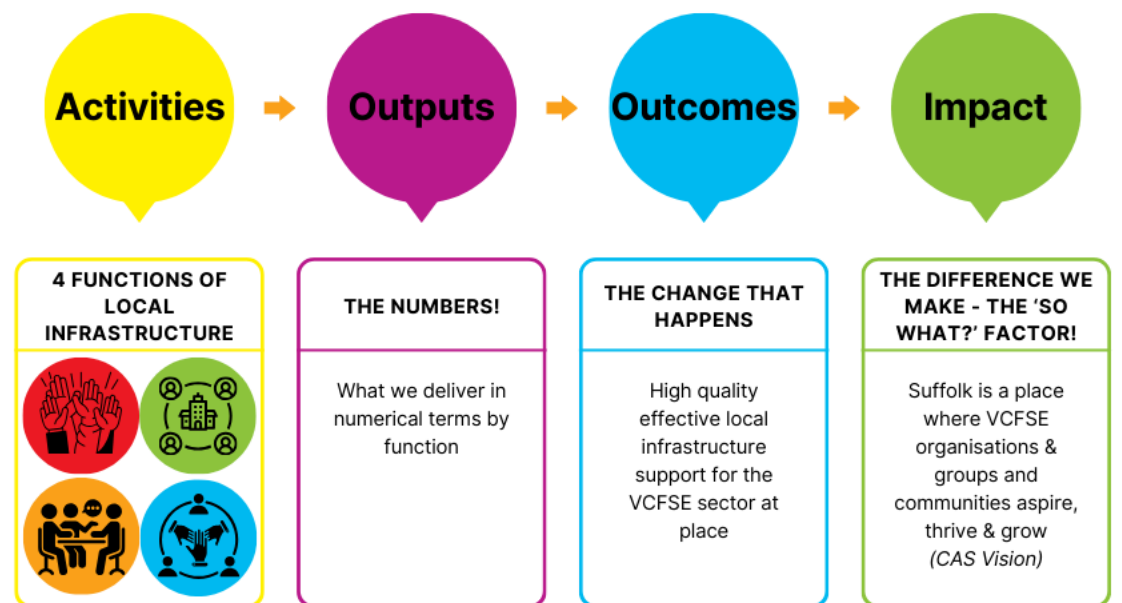 Activities
Outputs
Outcomes
Impact
4 FUNCTIONS OF
LOCAL
INFRASTRUCTURE
THE NUMBERS!
What we deliver in
numerical terms by
function
THE CHANGE THAT
HAPPENS
High quality
effective local
infrastructure
support for the
VCFSE sector at
place
THE DIFFERENCE WE
MAKE - THE ‘SO
WHAT?’ FACTOR!
Suffolk is a place
where VCFSE
organisations &
groups and
communities aspire,
thrive & grow
(CAS Vision)